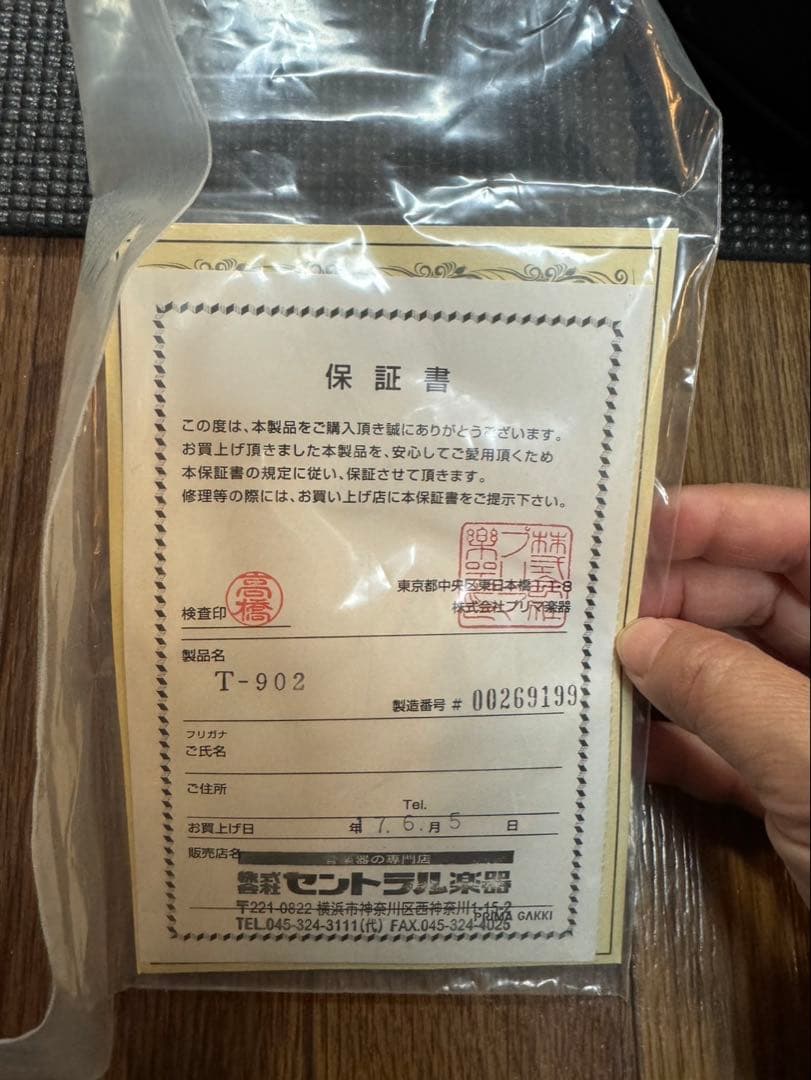 保証書
この度は、本製品をご購入頂き誠にありがとうございます。
お買上げ頂きました本製品を、安心してご愛用頂くため
本保証書の規定に従い、保証させて頂きます。
修理等の際には、お買い上げ店に本保証書をご提示下さい。
東京都中央区東日本橋1-1-8
検査印 高橋 株式会社プリマ楽器
製品名
T-902
製造番号 # 00269199
フリガナ
ご氏名
ご住所
Tel.
お買上げ日 年 17.6.月5 日
販売店名 管楽器の専門店
株式会社 セントラル楽器
〒221-0822 横浜市神奈川区西神奈川1-15-2
PRIMA GAKKI
TEL.045-324-3111(代) FAX.045-324-4025